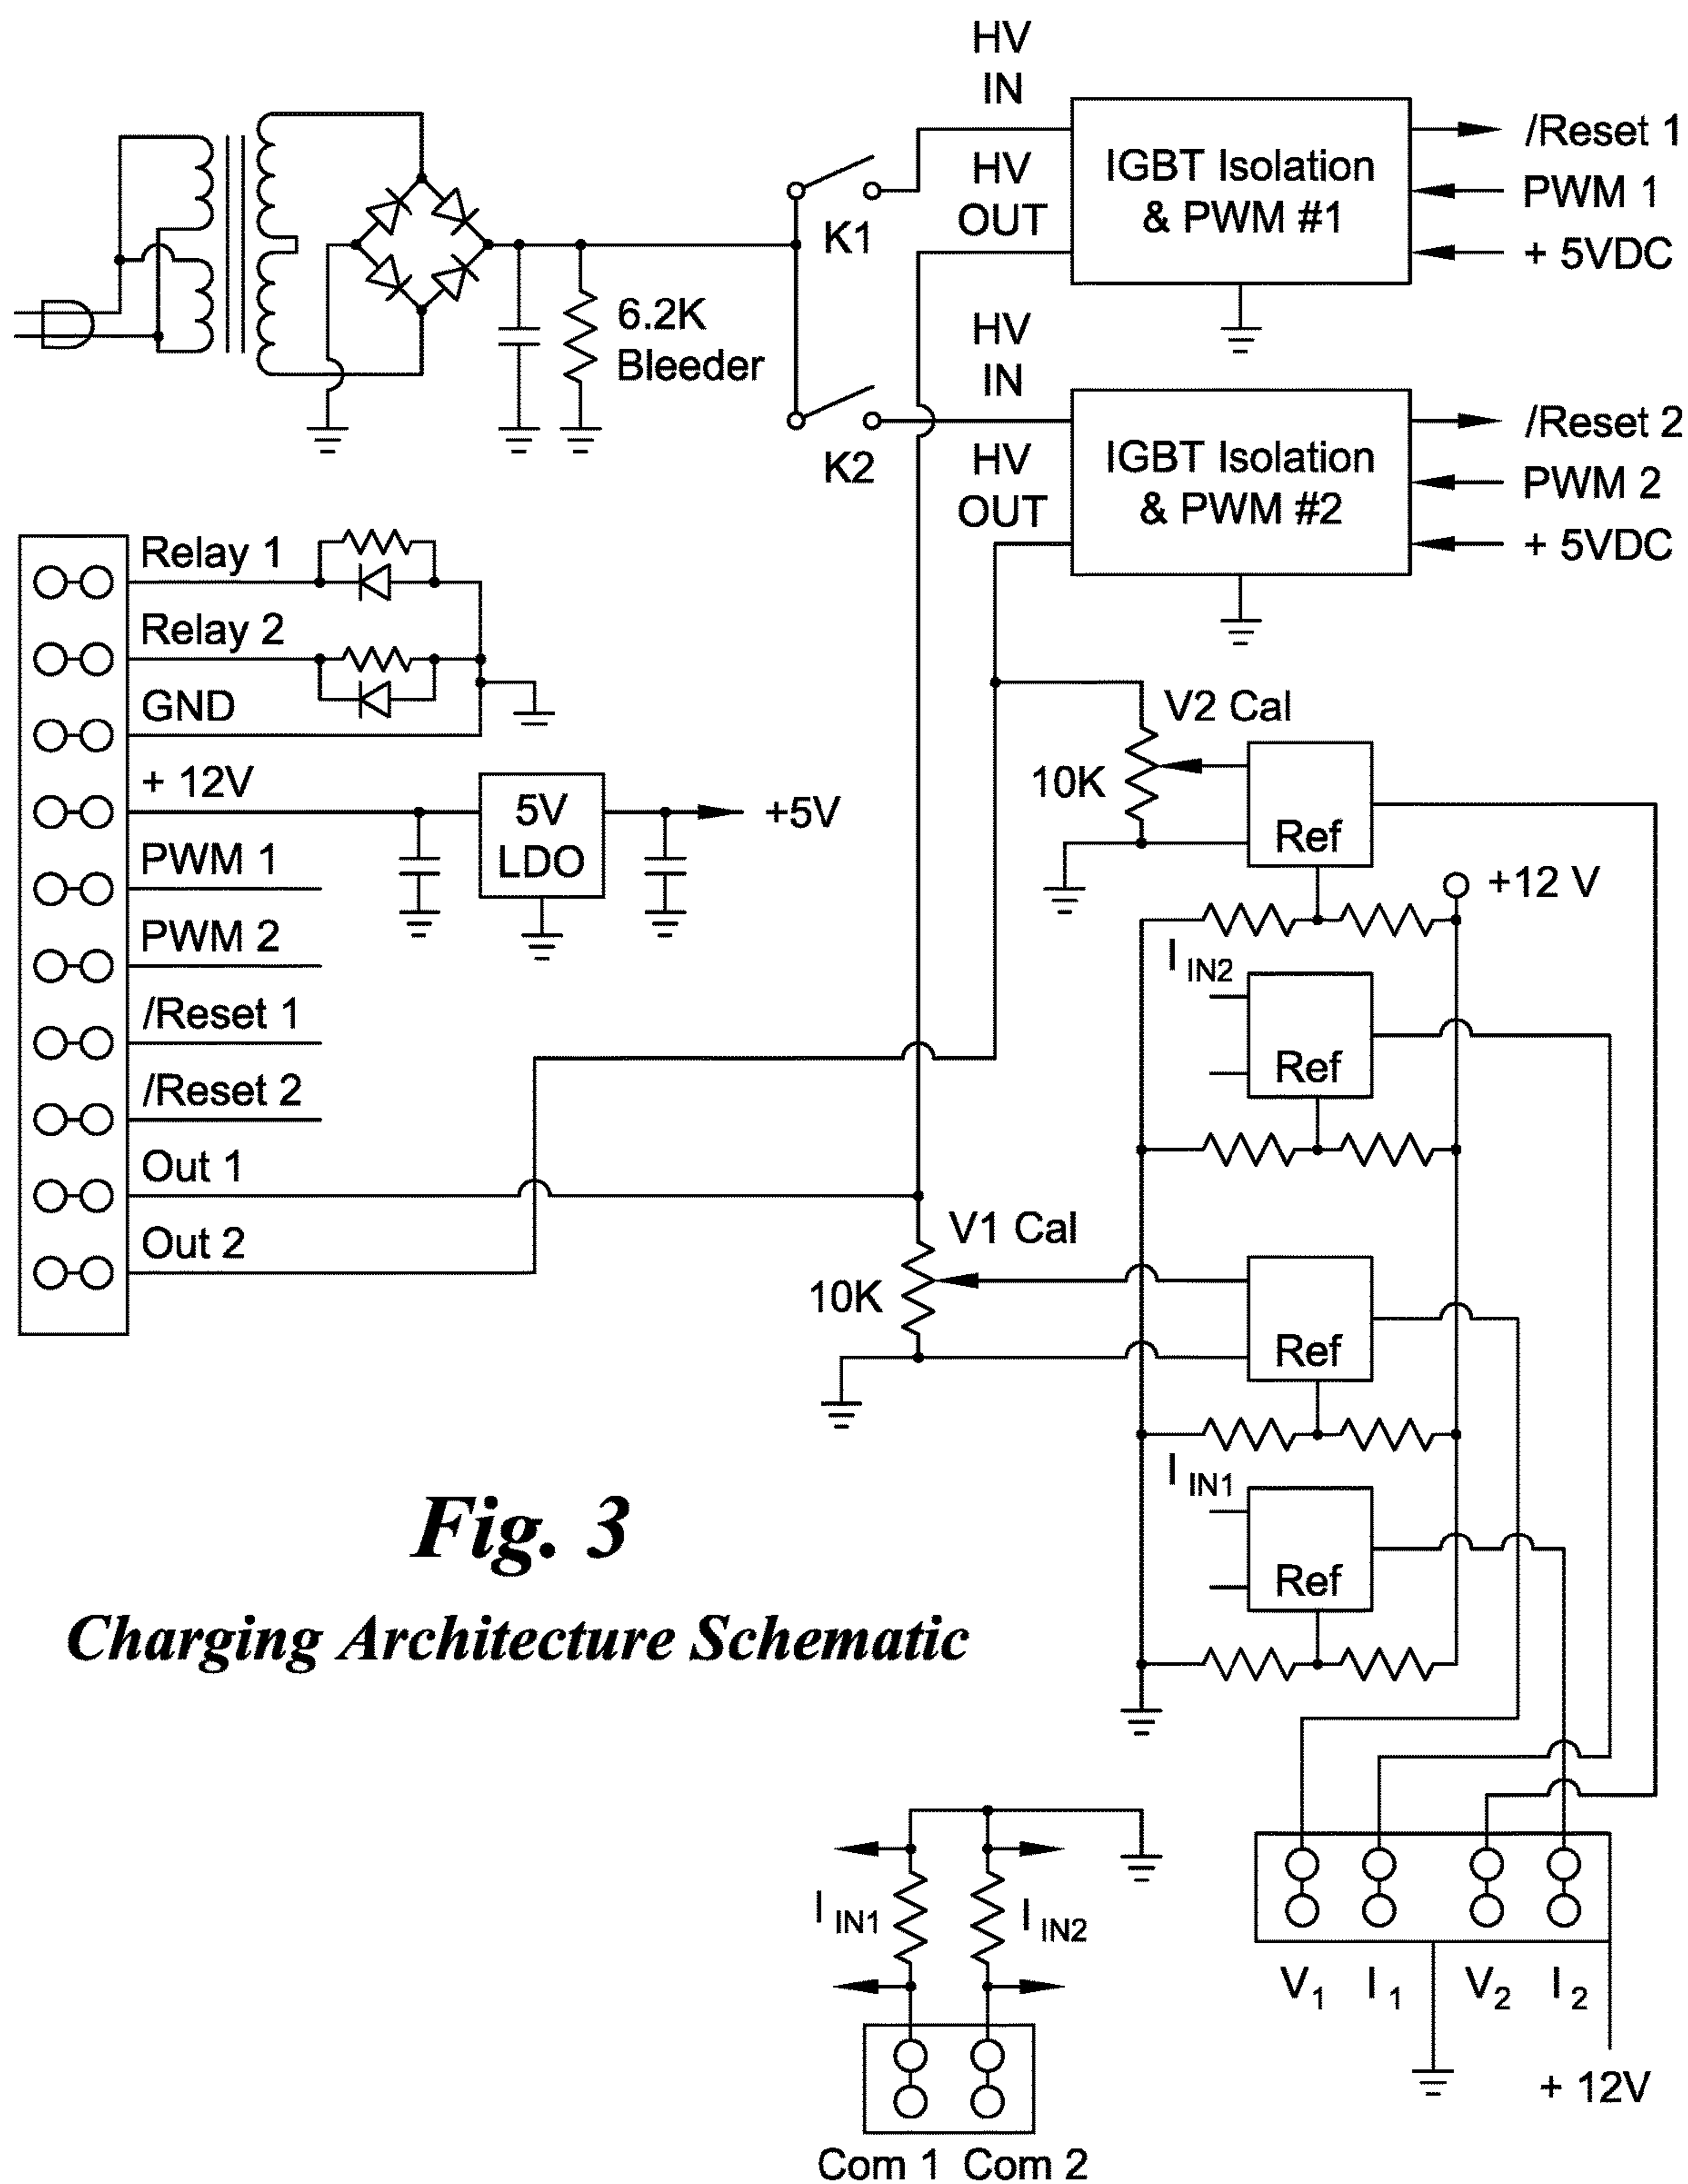 HV
IN
HV
OUT
IGBT Isolation
& PWM #1
/Reset 1
PWM 1
+ 5VDC
K1
6.2K
Bleeder
HV
IN
K2
HV
OUT
IGBT Isolation
& PWM #2
/Reset 2
PWM 2
+ 5VDC
Relay 1
Relay 2
GND
+ 12V
5V
LDO
+5V
PWM 1
PWM 2
/Reset 1
/Reset 2
Out 1
Out 2
V2 Cal
10K
Ref
+12 V
I IN2
Ref
V1 Cal
10K
Ref
I IN1
Ref
Fig. 3
Charging Architecture Schematic
I IN1
I IN2
Com 1 Com 2
V1 I 1 V2 I 2
+ 12V